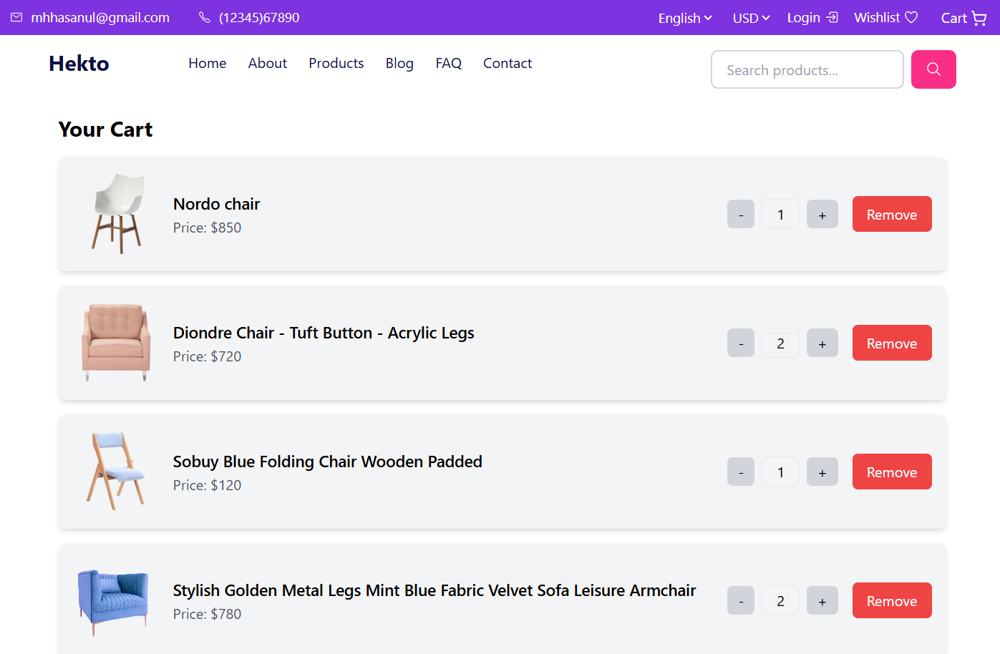 mhhasanul@gmail.com (12345)67890 English USD Login Wishlist Cart
Hekto Home About Products Blog FAQ Contact Search products...
Your Cart
Nordo chair
Price: $850
- 1 + Remove
Diondre Chair - Tuft Button - Acrylic Legs
Price: $720
- 2 + Remove
Sobuy Blue Folding Chair Wooden Padded
Price: $120
- 1 + Remove
Stylish Golden Metal Legs Mint Blue Fabric Velvet Sofa Leisure Armchair
Price: $780
- 2 + Remove